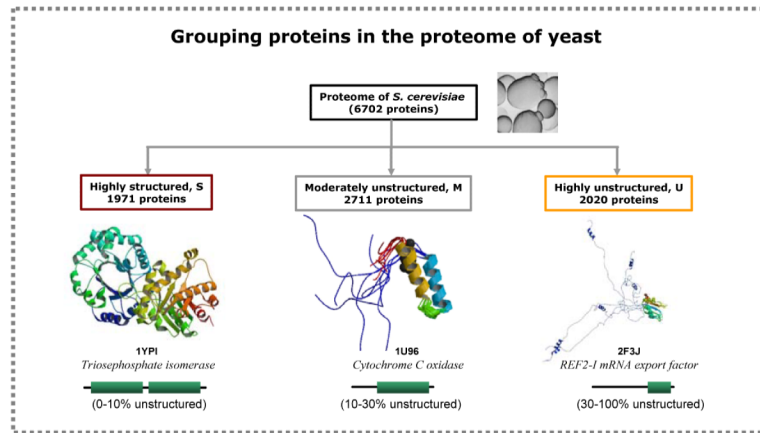 Grouping proteins in the proteome of yeast
Proteome of S. cerevisiae
(6702 proteins)
Highly structured, S
1971 proteins
Moderately unstructured, M
2711 proteins
Highly unstructured, U
2020 proteins
1YPI
Triosephosphate isomerase
(0-10% unstructured)
1U96
Cytochrome C oxidase
(10-30% unstructured)
2F3J
REF2-I mRNA export factor
(30-100% unstructured)